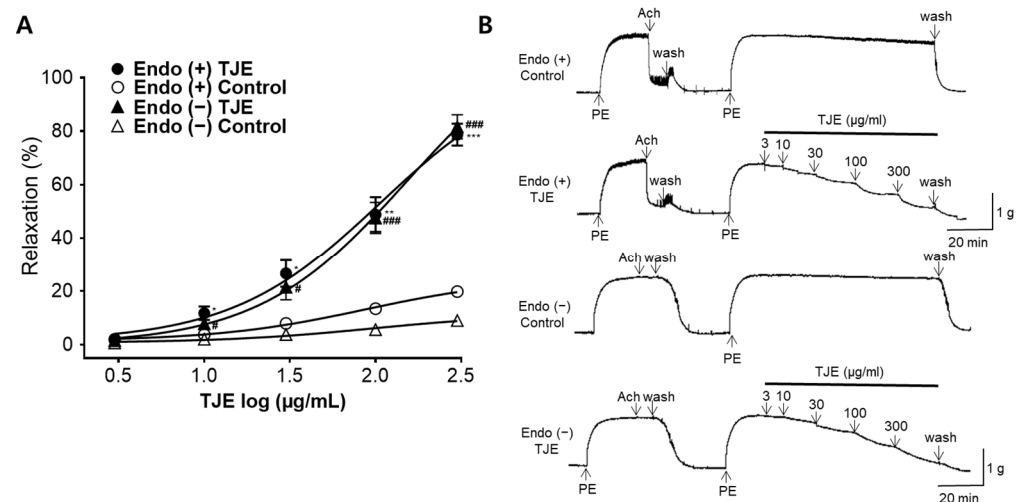 A
Endo (+) TJE
Endo (+) Control
Endo (−) TJE
Endo (−) Control
Relaxation (%)
100
80
60
40
20
0
###
***
**
###
*
#
*
#
0.5 1.0 1.5 2.0 2.5
TJE log (µg/mL)
B
Endo (+)
Control
Ach
wash
wash
PE
PE
Endo (+)
TJE
Ach
wash
TJE (µg/ml)
3 10 30 100 300 wash
PE
PE
1 g
20 min
Endo (−)
Control
Ach wash
wash
PE
Endo (−)
TJE
Ach wash
TJE (µg/ml)
3 10 30 100 300 wash
PE
PE
1 g
20 min